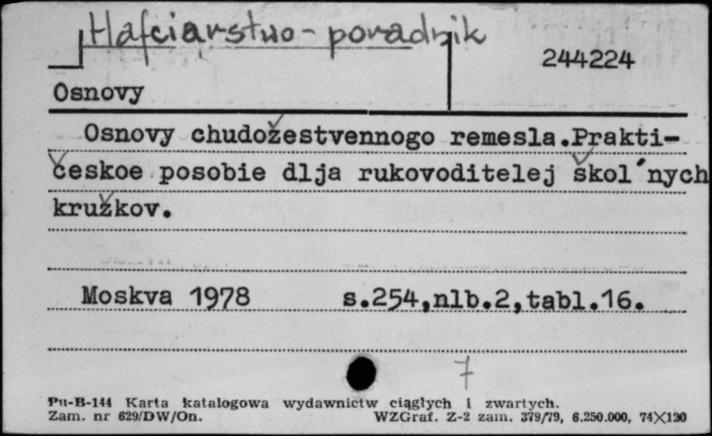 Hafciarstwo - poradnik
244224
Osnovy
Osnovy chudožestvennogo remesla.Prakti-
českoe posobie dlja rukovoditelej škol'nych
kružkov.
Moskva 1978 s.254,nlb.2,tabl.16.
7
Pu-B-144 Karta katalogowa wydawnictw ciągłych i zwartych.
Zam. nr 629/DW/On. WZGraf. Z-2 zam. 379/79, 6.250.000, 74X120